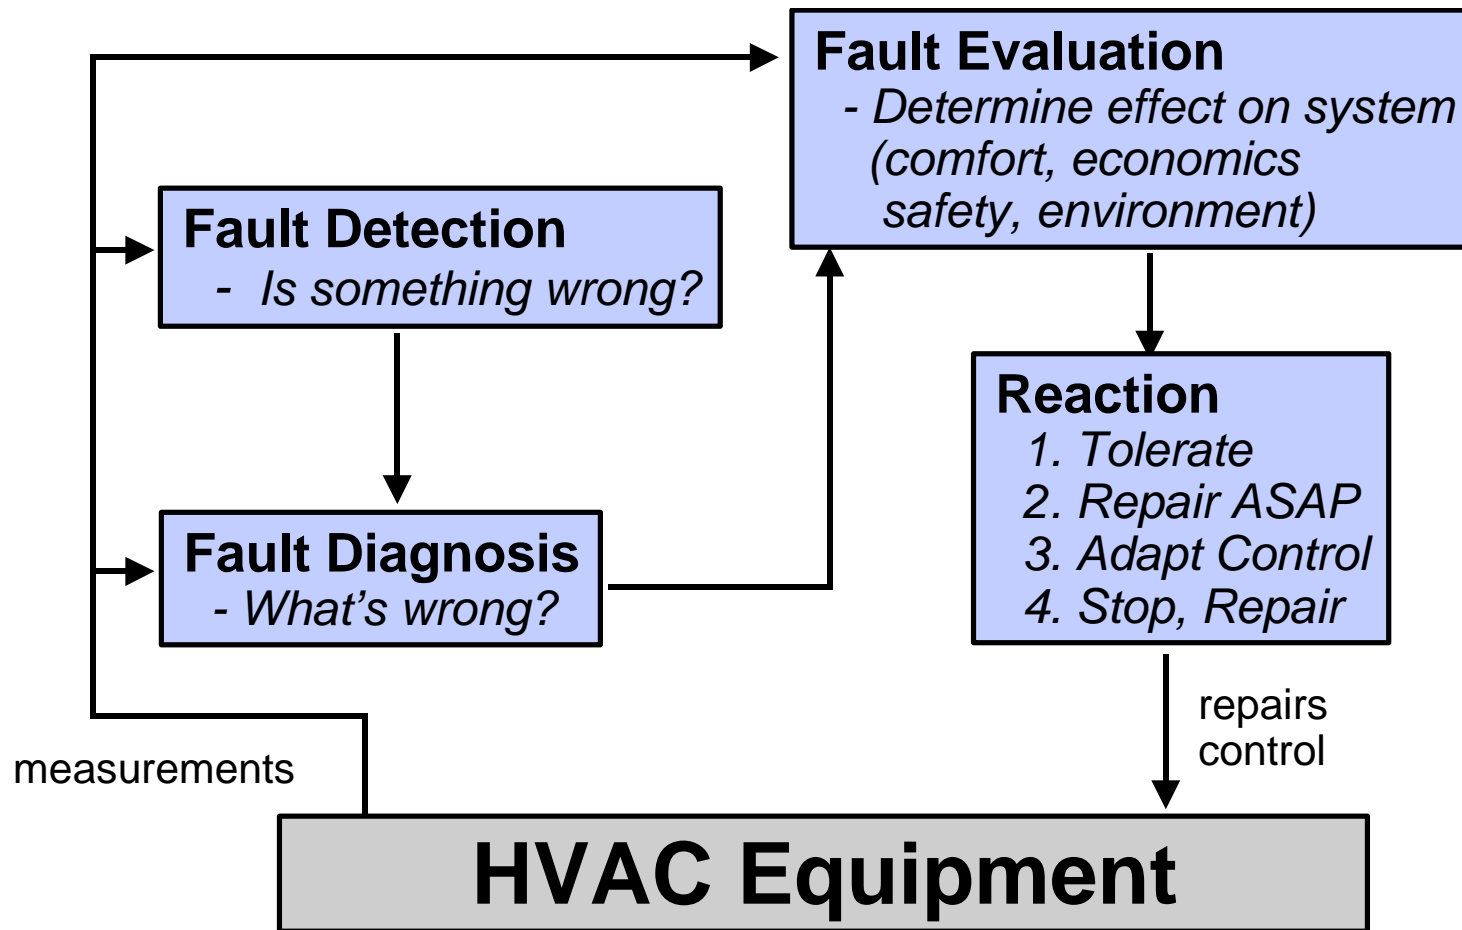 Fault Evaluation
- Determine effect on system
(comfort, economics
safety, environment)
Fault Detection
- Is something wrong?
Reaction
1. Tolerate
2. Repair ASAP
3. Adapt Control
4. Stop, Repair
Fault Diagnosis
- What’s wrong?
repairs
control
measurements
HVAC Equipment